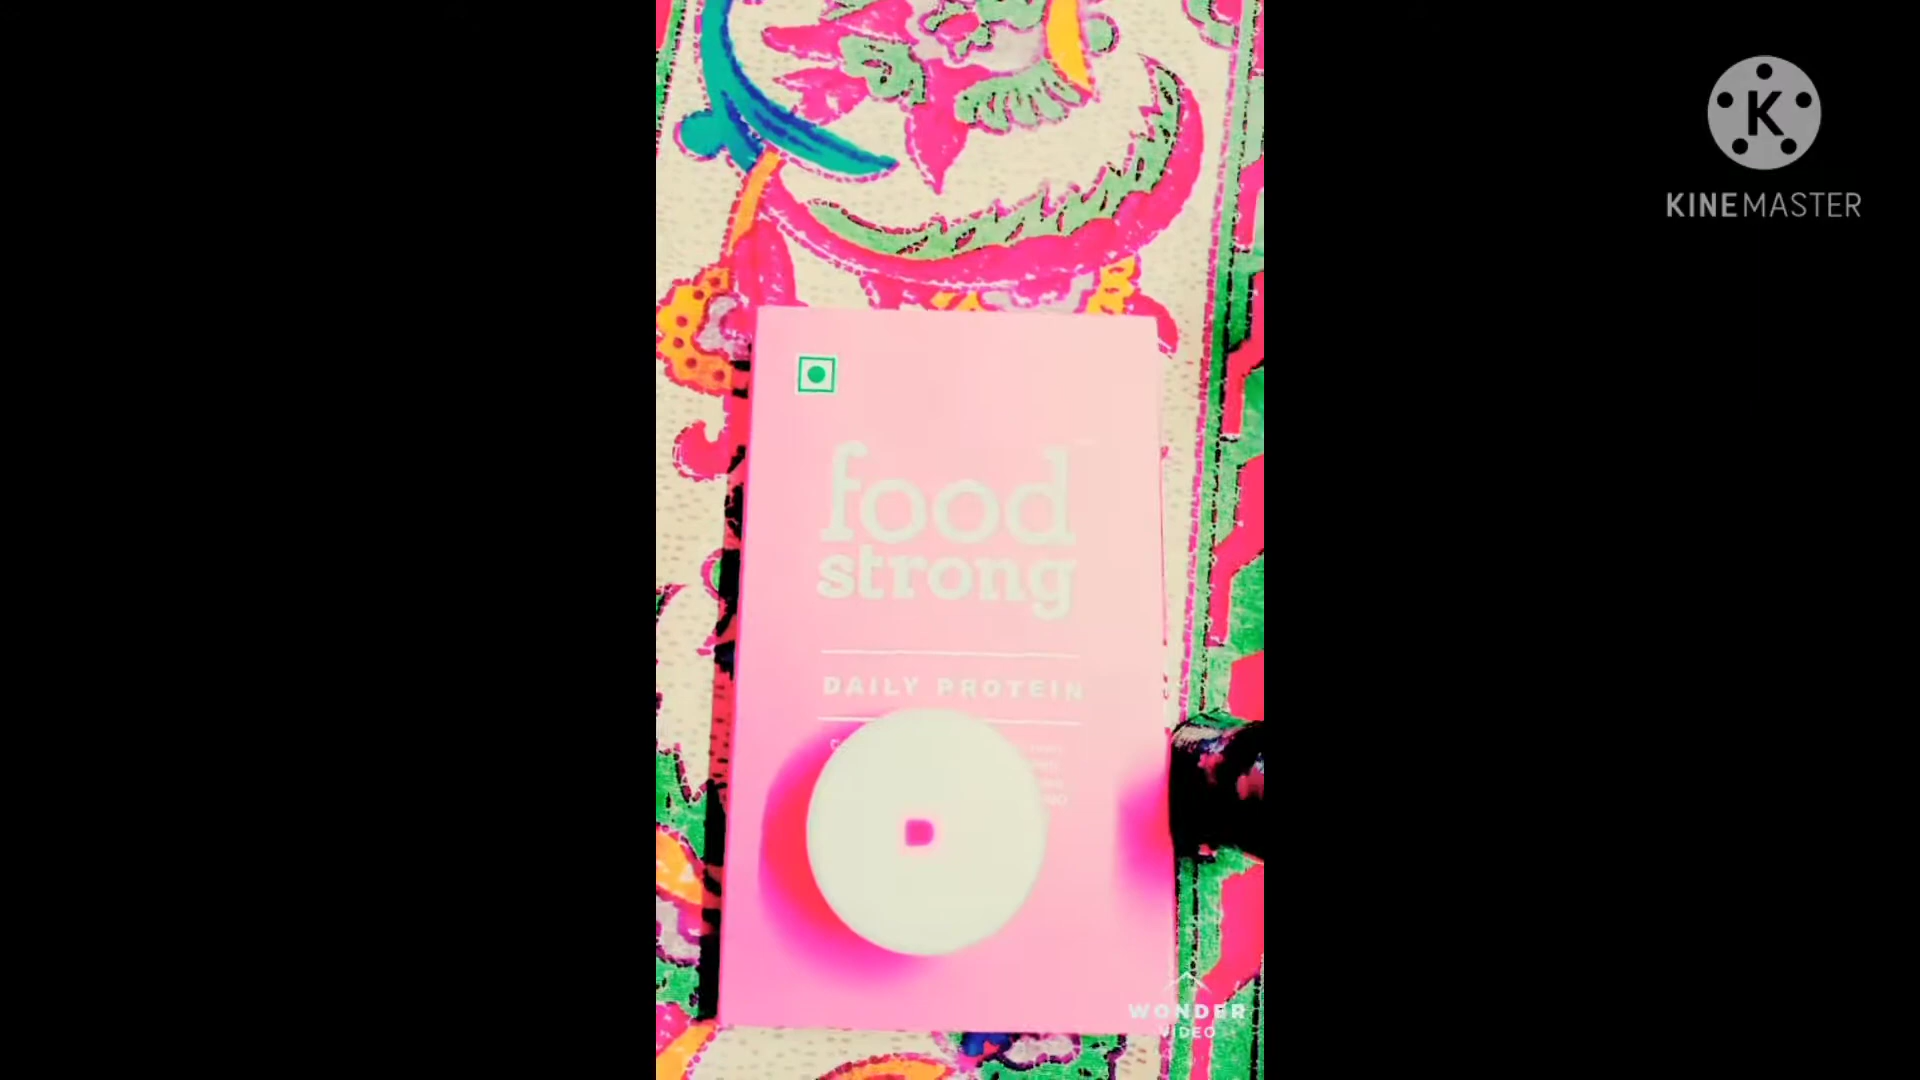 K
KINEMASTER
food
strong
DAILY PROTEIN
WONDER
VIDEO